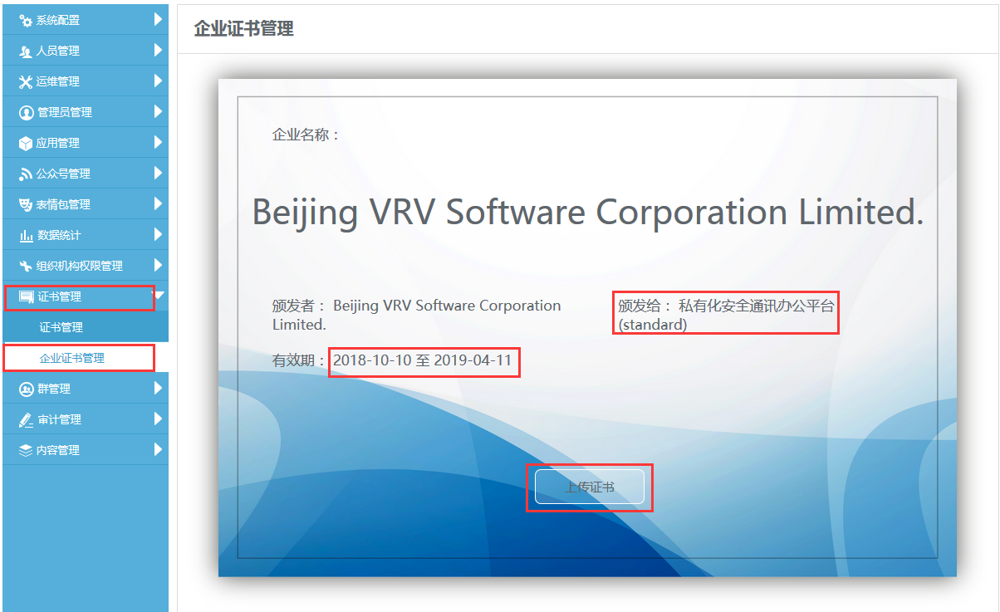 系统配置
人员管理
运维管理
管理员管理
应用管理
公众号管理
表情包管理
数据统计
组织机构权限管理
证书管理
证书管理
企业证书管理
群管理
审计管理
内容管理
企业证书管理
企业名称：
Beijing VRV Software Corporation Limited.
颁发者： Beijing VRV Software Corporation
Limited.
颁发给： 私有化安全通讯办公平台
(standard)
有效期： 2018-10-10 至 2019-04-11
上传证书